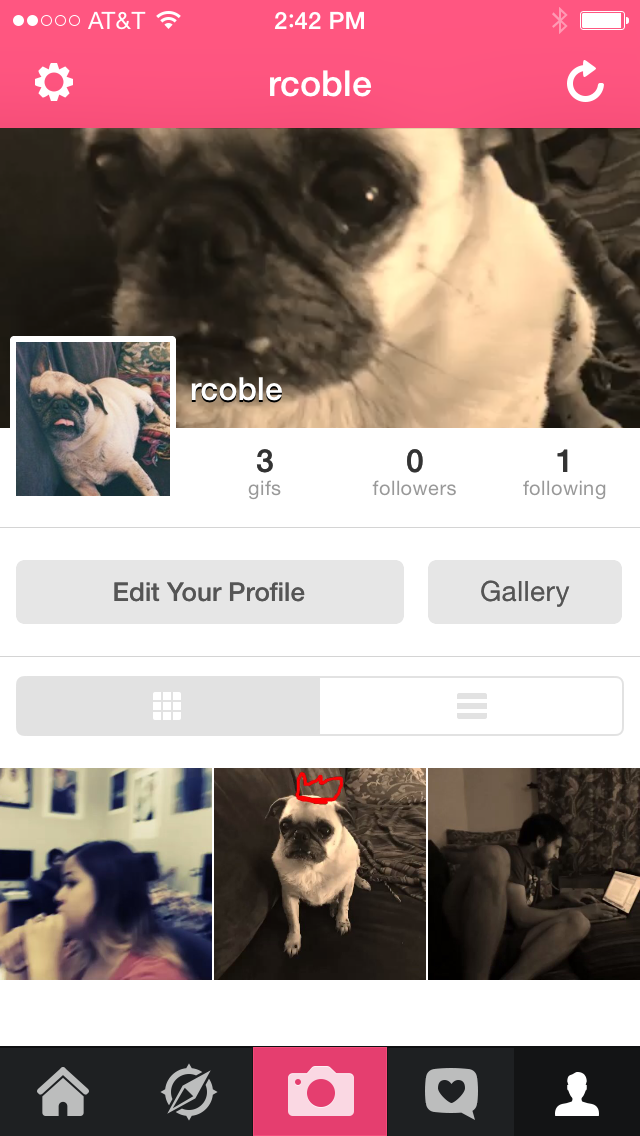 AT&T 2:42 PM
rcoble
rcoble
3 0 1
gifs followers following
Edit Your Profile Gallery